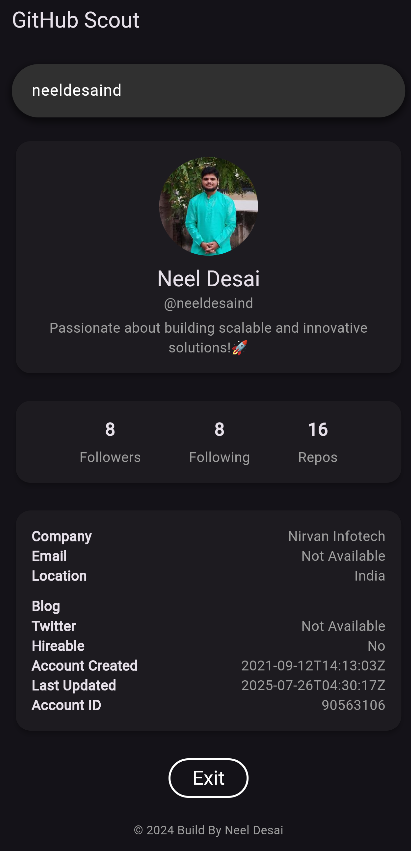 GitHub Scout
neeldesaind
Neel Desai
@neeldesaind
Passionate about building scalable and innovative
solutions!🚀
8 8 16
Followers Following Repos
Company Nirvan Infotech
Email Not Available
Location India
Blog
Twitter Not Available
Hireable No
Account Created 2021-09-12T14:13:03Z
Last Updated 2025-07-26T04:30:17Z
Account ID 90563106
Exit
© 2024 Build By Neel Desai